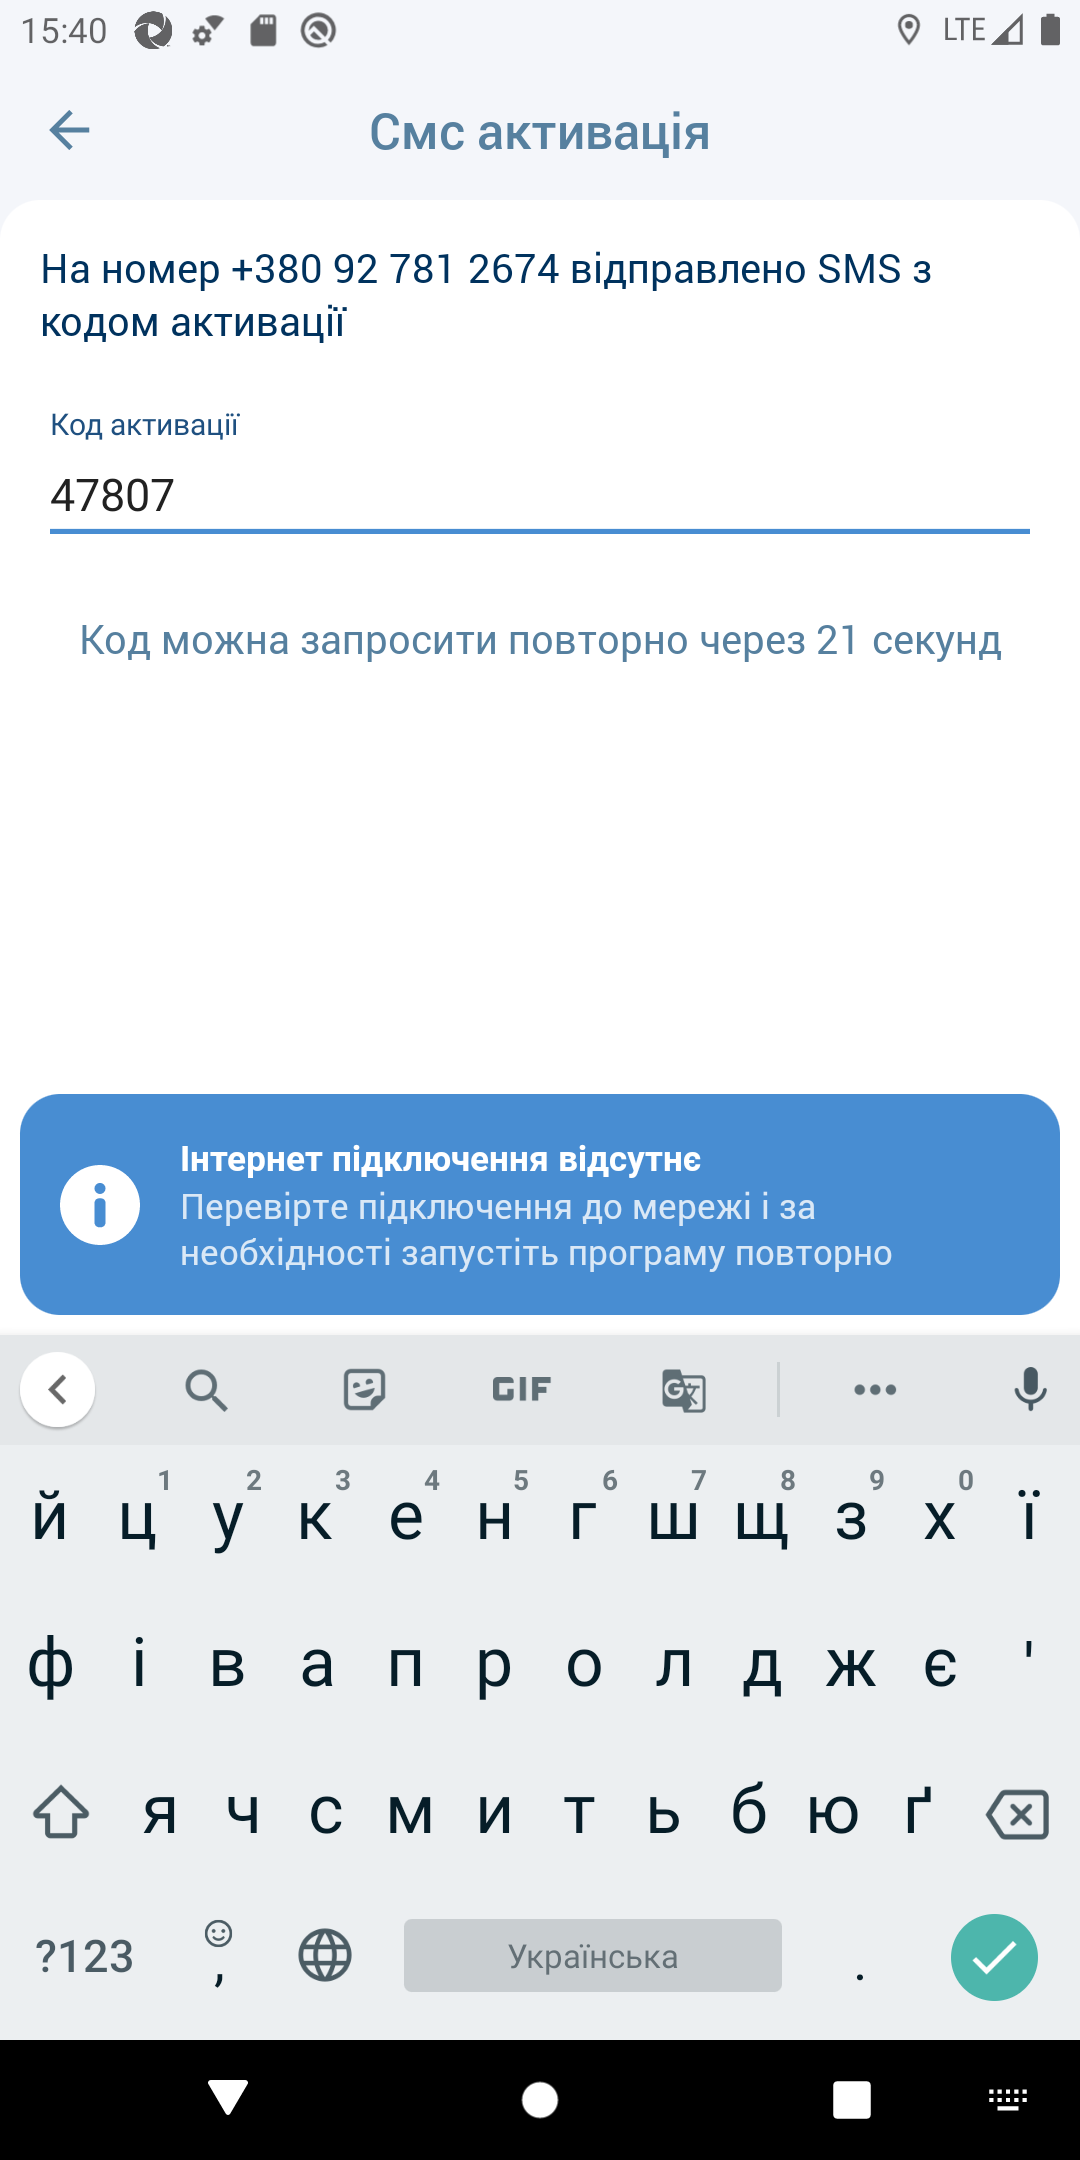 15:40
LTE
Смс активація
На номер +380 92 781 2674 відправлено SMS з
кодом активації
Код активації
47807
Код можна запросити повторно через 21 секунд
Інтернет підключення відсутнє
Перевірте підключення до мережі і за
необхідності запустіть програму повторно
GIF
1 2 3 4 5 6 7 8 9 0
й ц у к е н г ш щ з х ї
ф і в а п р о л д ж є '
я ч с м и т ь б ю ґ
?123 , Українська .